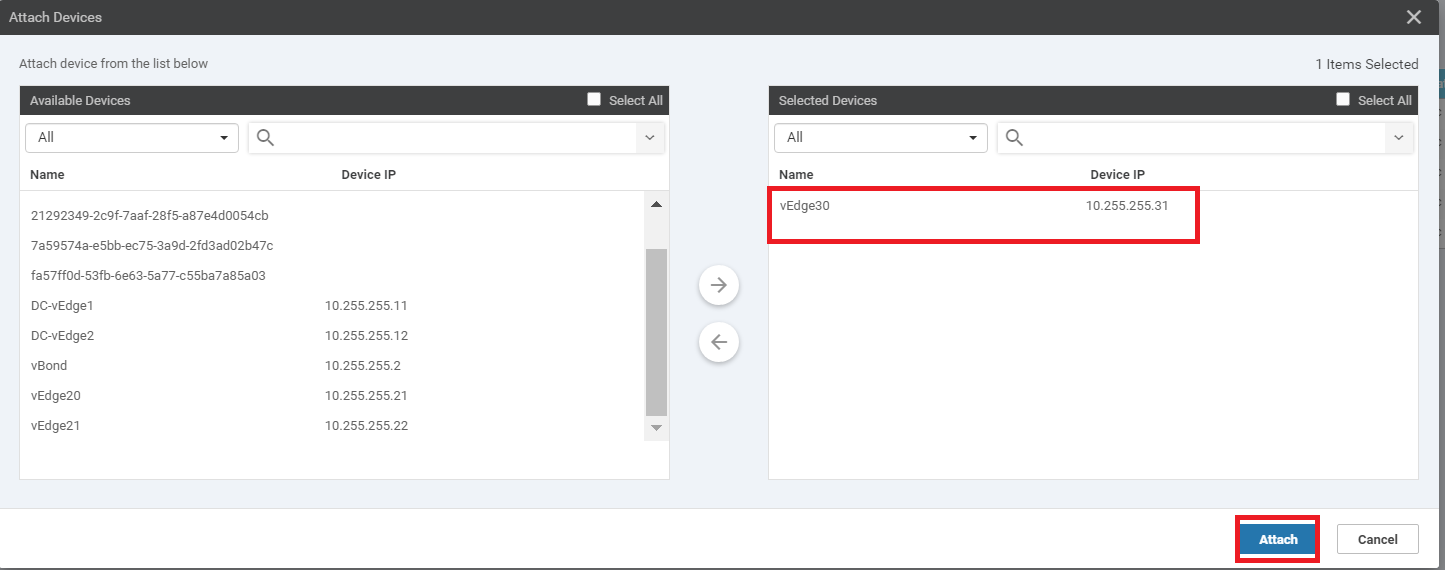 Attach Devices
Attach device from the list below
1 Items Selected
Available Devices
Select All
All
Name Device IP
21292349-2c9f-7aaf-28f5-a87e4d0054cb
7a59574a-e5bb-ec75-3a9d-2fd3ad02b47c
fa57ff0d-53fb-6e63-5a77-c55ba7a85a03
DC-vEdge1 10.255.255.11
DC-vEdge2 10.255.255.12
vBond 10.255.255.2
vEdge20 10.255.255.21
vEdge21 10.255.255.22
Selected Devices
Select All
All
Name Device IP
vEdge30 10.255.255.31
Attach
Cancel